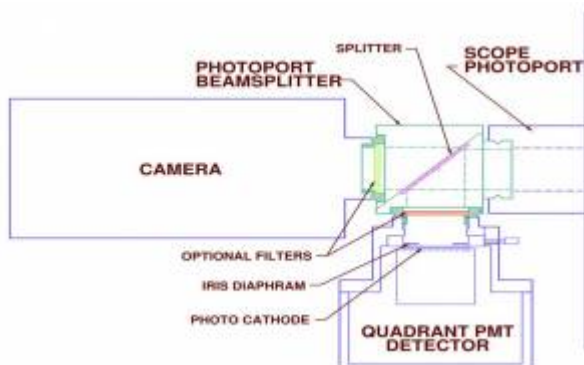 SPLITTER
SCOPE
PHOTOPORT
PHOTOPORT
BEAMSPLITTER
CAMERA
OPTIONAL FILTERS
IRIS DIAPHRAM
PHOTO CATHODE
QUADRANT PMT
DETECTOR